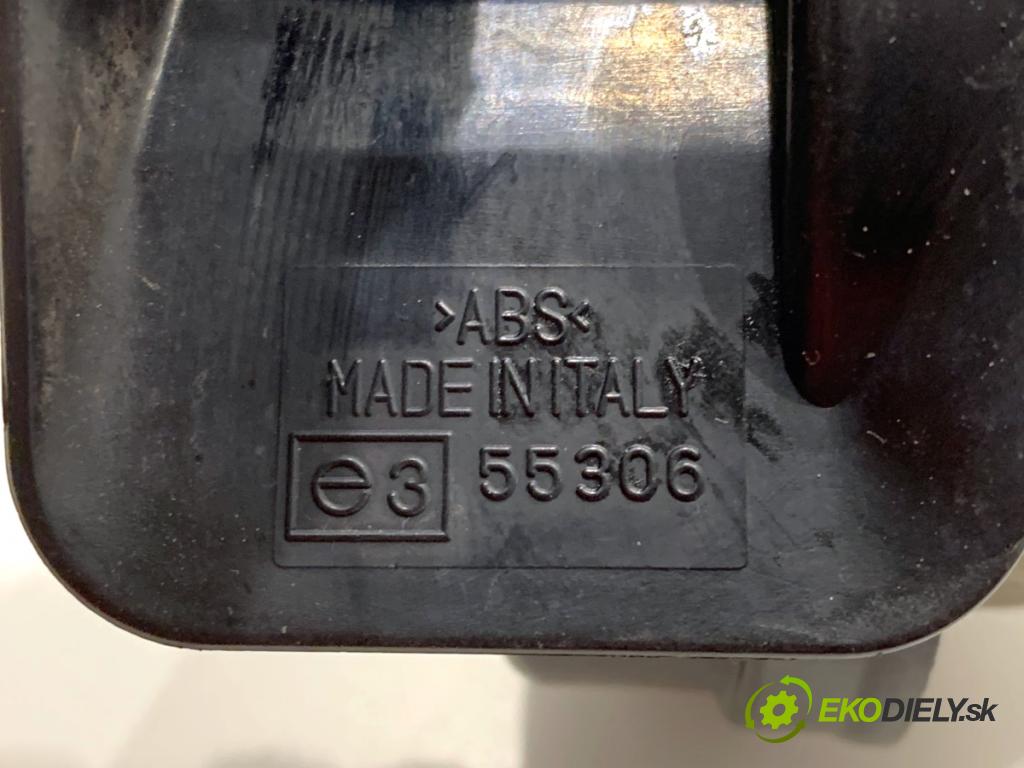 >ABS<
MADE IN ITALY
e3 55306
EKODIELY.sk